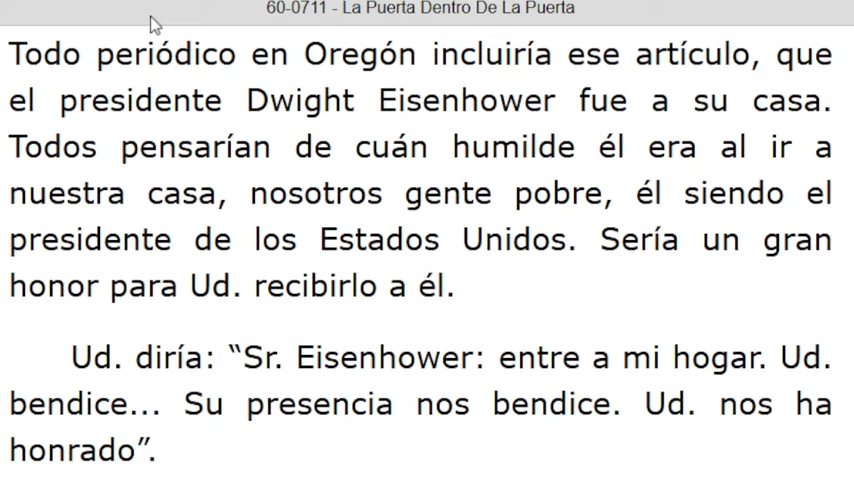 60-0711 - La Puerta Dentro De La Puerta
Todo periódico en Oregón incluiría ese artículo, que
el presidente Dwight Eisenhower fue a su casa.
Todos pensarían de cuán humilde él era al ir a
nuestra casa, nosotros gente pobre, él siendo el
presidente de los Estados Unidos. Sería un gran
honor para Ud. recibirlo a él.
Ud. diría: “Sr. Eisenhower: entre a mi hogar. Ud.
bendice... Su presencia nos bendice. Ud. nos ha
honrado”.